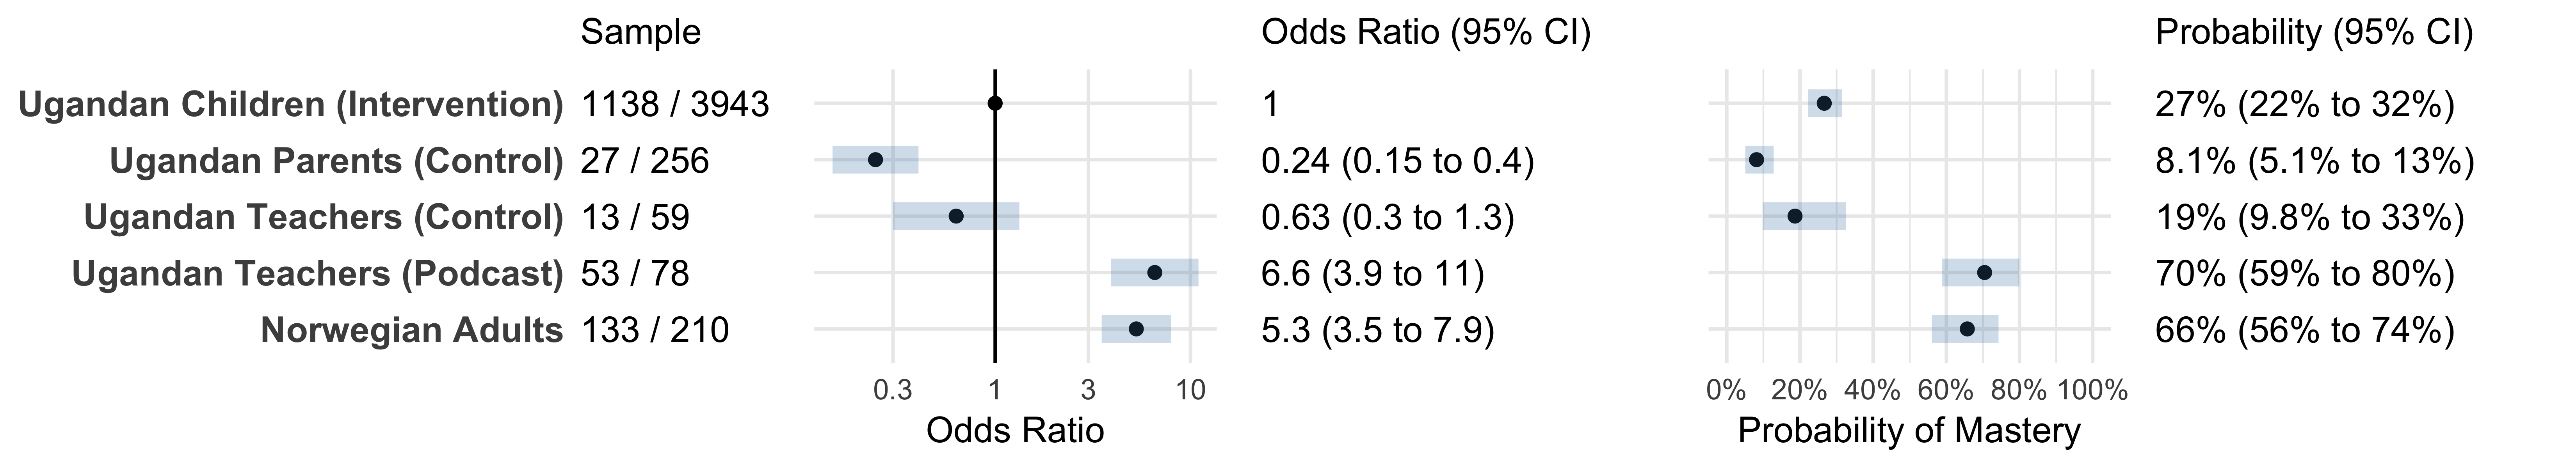 Sample Odds Ratio (95% CI) Probability (95% CI)
Ugandan Children (Intervention) 1138 / 3943 1 27% (22% to 32%)
Ugandan Parents (Control) 27 / 256 0.24 (0.15 to 0.4) 8.1% (5.1% to 13%)
Ugandan Teachers (Control) 13 / 59 0.63 (0.3 to 1.3) 19% (9.8% to 33%)
Ugandan Teachers (Podcast) 53 / 78 6.6 (3.9 to 11) 70% (59% to 80%)
Norwegian Adults 133 / 210 5.3 (3.5 to 7.9) 66% (56% to 74%)
0.3 1 3 10 0% 20% 40% 60% 80% 100%
Odds Ratio Probability of Mastery